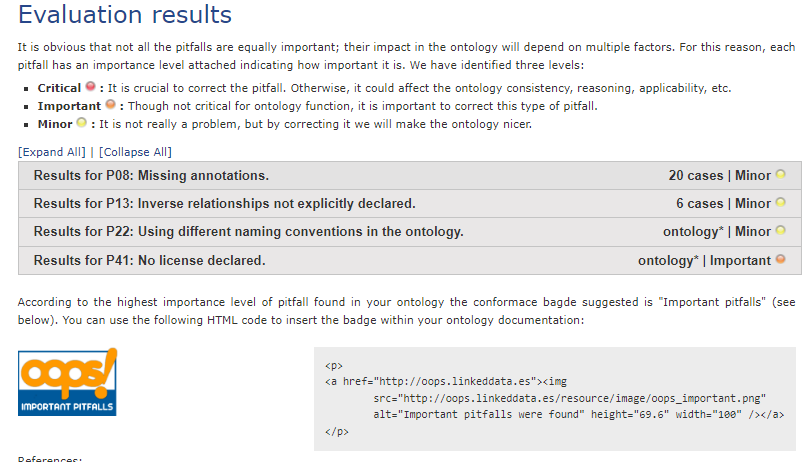 Evaluation results
It is obvious that not all the pitfalls are equally important; their impact in the ontology will depend on multiple factors. For this reason, each
pitfall has an importance level attached indicating how important it is. We have identified three levels:
Critical : It is crucial to correct the pitfall. Otherwise, it could affect the ontology consistency, reasoning, applicability, etc.
Important : Though not critical for ontology function, it is important to correct this type of pitfall.
Minor : It is not really a problem, but by correcting it we will make the ontology nicer.
[Expand All] | [Collapse All]
Results for P08: Missing annotations. 20 cases | Minor
Results for P13: Inverse relationships not explicitly declared. 6 cases | Minor
Results for P22: Using different naming conventions in the ontology. ontology* | Minor
Results for P41: No license declared. ontology* | Important
According to the highest importance level of pitfall found in your ontology the conformace bagde suggested is "Important pitfalls" (see
below). You can use the following HTML code to insert the badge within your ontology documentation:
oops!
IMPORTANT PITFALLS
<p>
<a href="http://oops.linkeddata.es"><img
src="http://oops.linkeddata.es/resource/image/oops_important.png"
alt="Important pitfalls were found" height="69.6" width="100" /></a>
</p>
References: